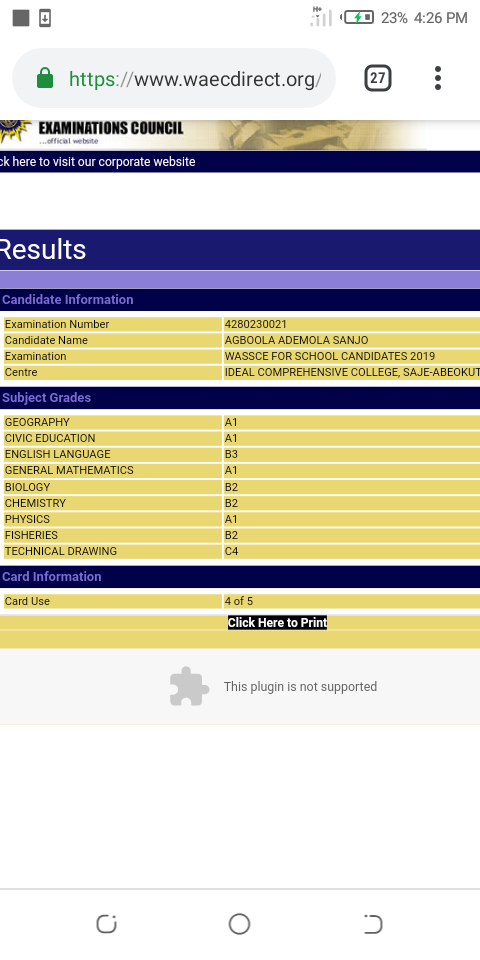 H+
23% 4:26 PM
https://www.waecdirect.org/
27
EXAMINATIONS COUNCIL
...official website
ck here to visit our corporate website
Results
Candidate Information
Examination Number 4280230021
Candidate Name AGBOOLA ADEMOLA SANJO
Examination WASSCE FOR SCHOOL CANDIDATES 2019
Centre IDEAL COMPREHENSIVE COLLEGE, SAJE-ABEOKUT
Subject Grades
GEOGRAPHY A1
CIVIC EDUCATION A1
ENGLISH LANGUAGE B3
GENERAL MATHEMATICS A1
BIOLOGY B2
CHEMISTRY B2
PHYSICS A1
FISHERIES B2
TECHNICAL DRAWING C4
Card Information
Card Use 4 of 5
Click Here to Print
This plugin is not supported